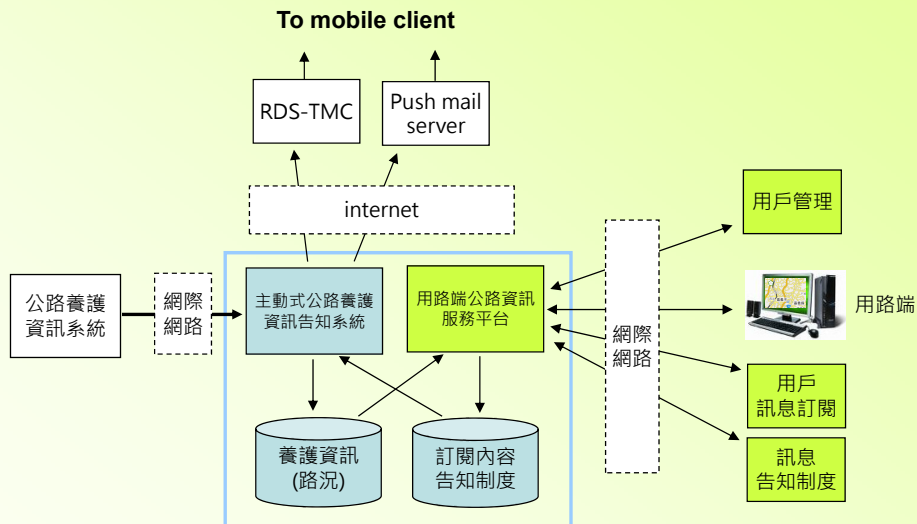 To mobile client
RDS-TMC
Push mail
server
internet
公路養護
資訊系統
網際
網路
主動式公路養護
資訊告知系統
用路端公路資訊
服務平台
養護資訊
(路況)
訂閱內容
告知制度
網際
網路
用戶管理
用路端
用戶
訊息訂閱
訊息
告知制度